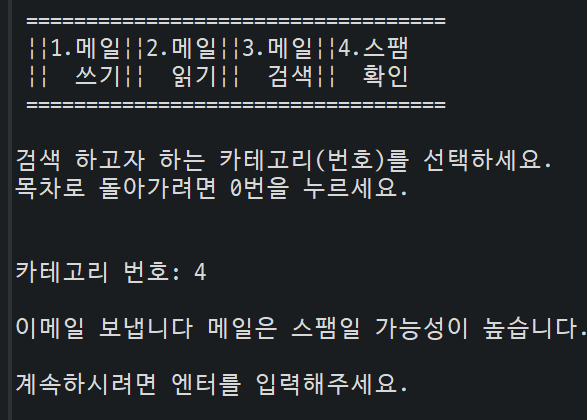 ===================================
||1.메일||2.메일||3.메일||4.스팸
||  쓰기||  읽기||  검색||  확인
===================================
검색 하고자 하는 카테고리(번호)를 선택하세요.
목차로 돌아가려면 0번을 누르세요.
카테고리 번호: 4
이메일 보냅니다 메일은 스팸일 가능성이 높습니다.
계속하시려면 엔터를 입력해주세요.